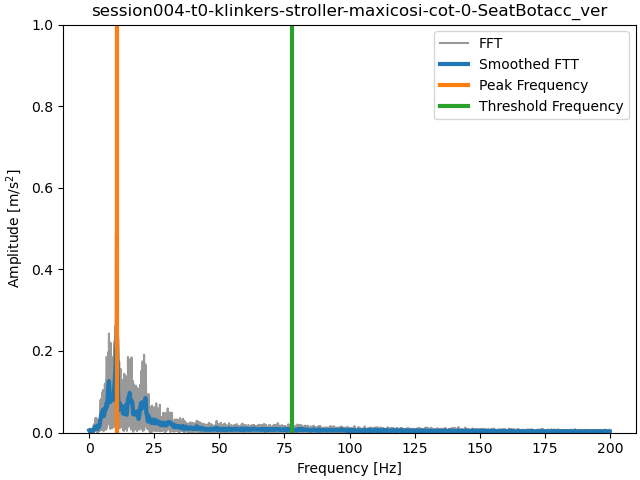 session004-t0-klinkers-stroller-maxicosi-cot-0-SeatBotacc_ver
1.0
0.8
0.6
0.4
0.2
0.0
Amplitude [m/s²]
FFT
Smoothed FTT
Peak Frequency
Threshold Frequency
0 25 50 75 100 125 150 175 200
Frequency [Hz]